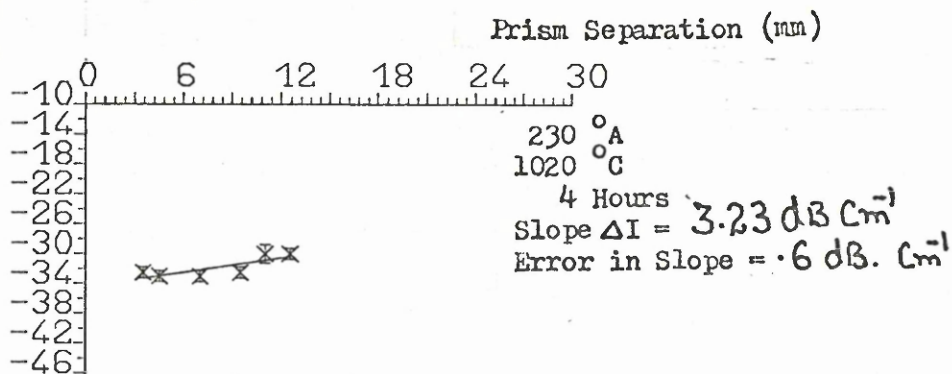 Prism Separation (mm)
0 6 12 18 24 30
-10
-14
-18
-22
-26
-30
-34
-38
-42
-46
230 °A
1020 °C
4 Hours
Slope ΔI = 3.23 dB Cm⁻¹
Error in Slope = .6 dB. Cm⁻¹